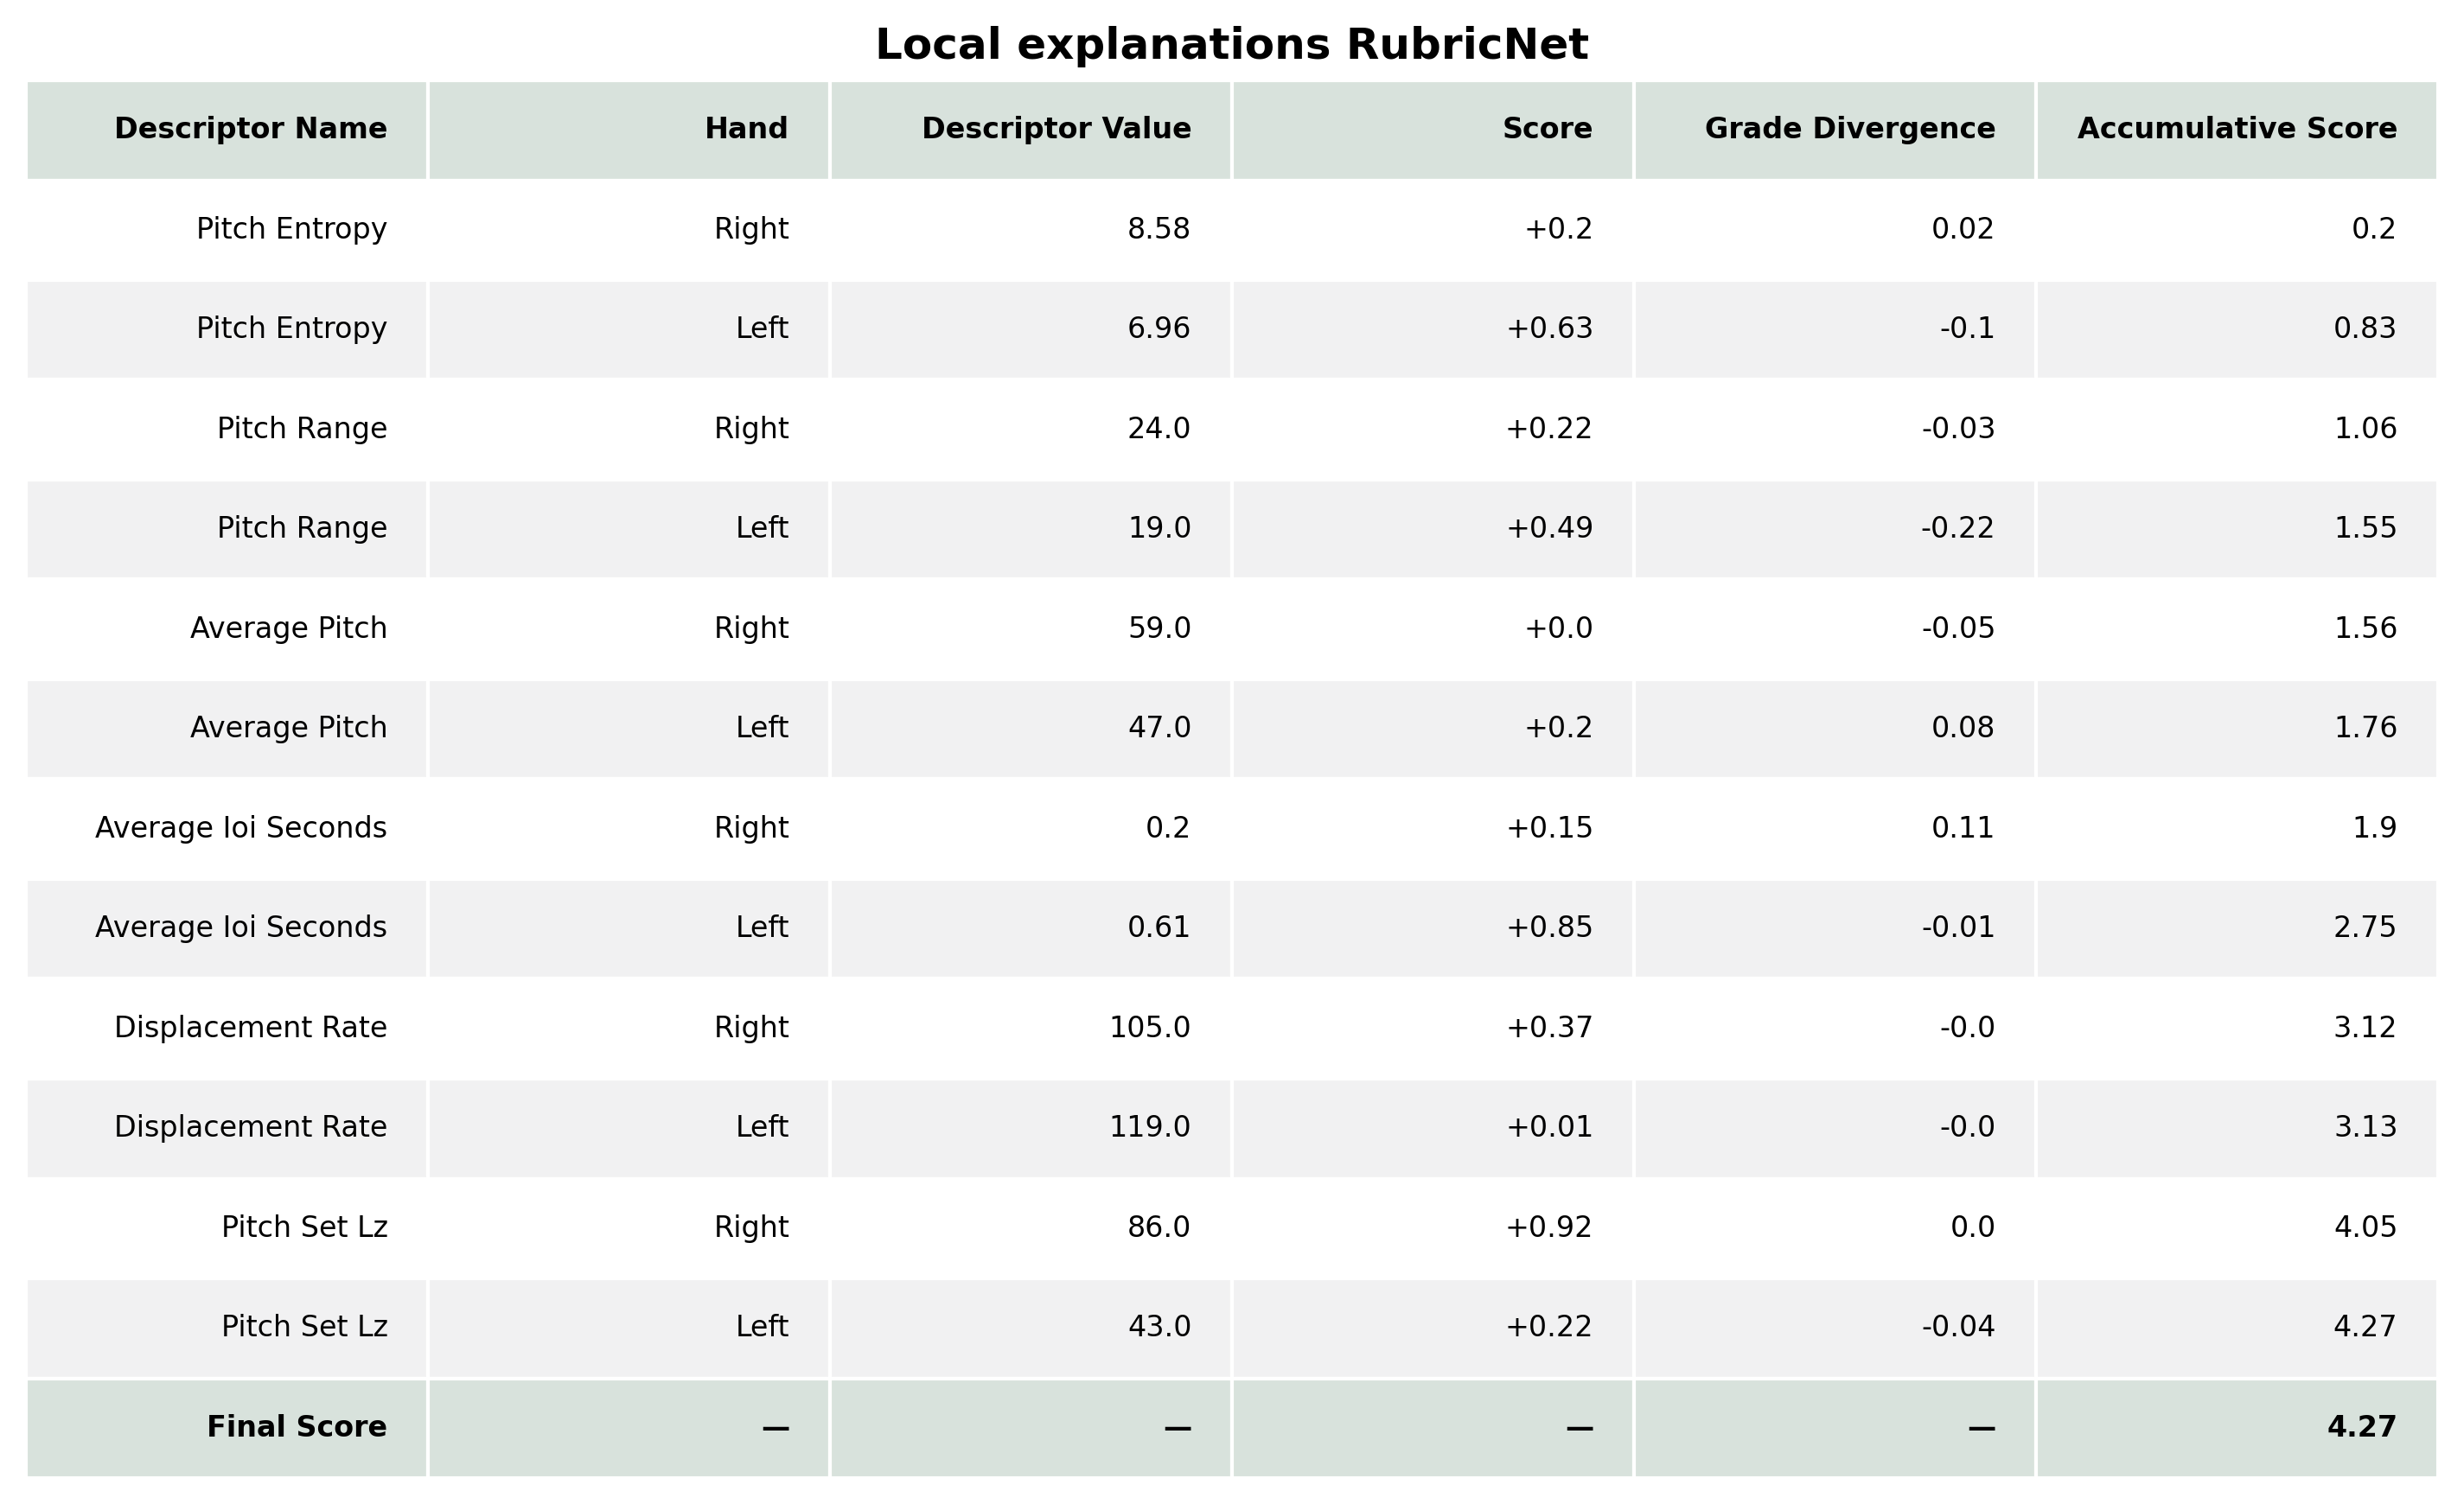 Local explanations RubricNet
Descriptor Name Hand Descriptor Value Score Grade Divergence Accumulative Score
Pitch Entropy Right 8.58 +0.2 0.02 0.2
Pitch Entropy Left 6.96 +0.63 -0.1 0.83
Pitch Range Right 24.0 +0.22 -0.03 1.06
Pitch Range Left 19.0 +0.49 -0.22 1.55
Average Pitch Right 59.0 +0.0 -0.05 1.56
Average Pitch Left 47.0 +0.2 0.08 1.76
Average Ioi Seconds Right 0.2 +0.15 0.11 1.9
Average Ioi Seconds Left 0.61 +0.85 -0.01 2.75
Displacement Rate Right 105.0 +0.37 -0.0 3.12
Displacement Rate Left 119.0 +0.01 -0.0 3.13
Pitch Set Lz Right 86.0 +0.92 0.0 4.05
Pitch Set Lz Left 43.0 +0.22 -0.04 4.27
Final Score — — — — 4.27